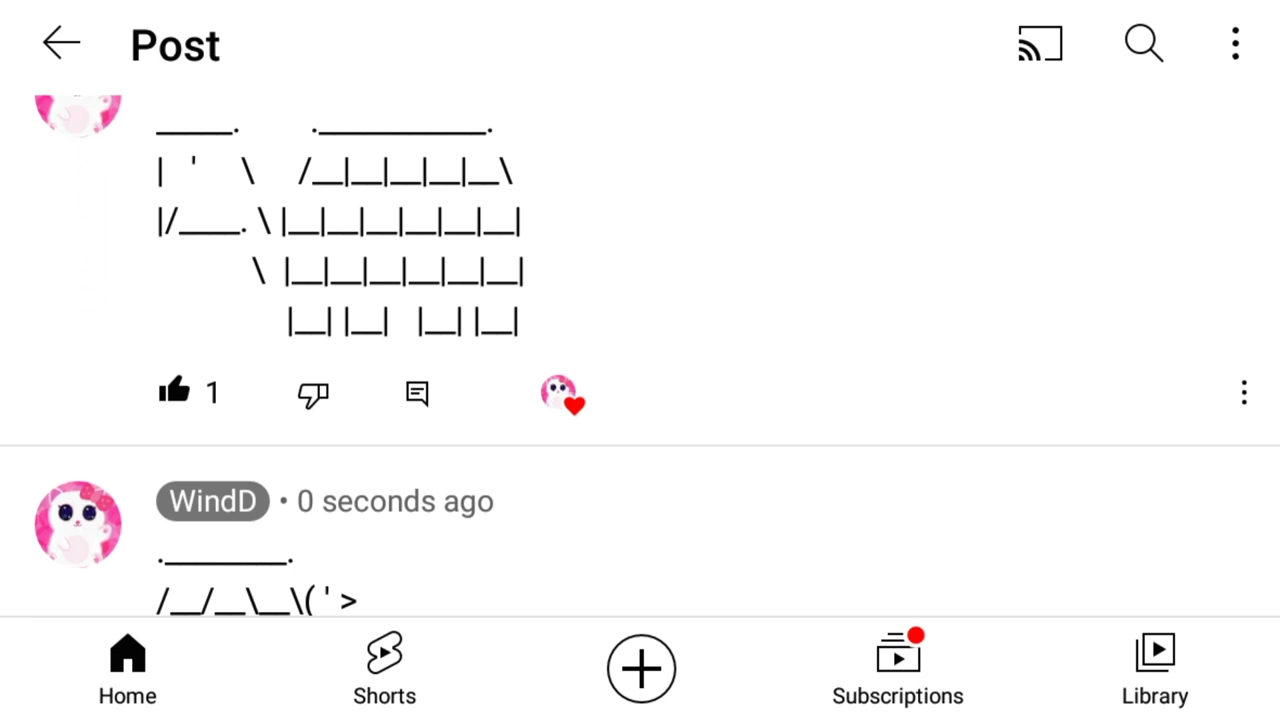 Post
_____.       .___________.
|  '    \    /__|__|__|__|__\
|/____. \ |__|__|__|__|__|__|
         \  |__|__|__|__|__|__|
            |__| |__|   |__| |__|
1
WindD • 0 seconds ago
.________.
/__/__\__\( ' >
Home Shorts Subscriptions Library